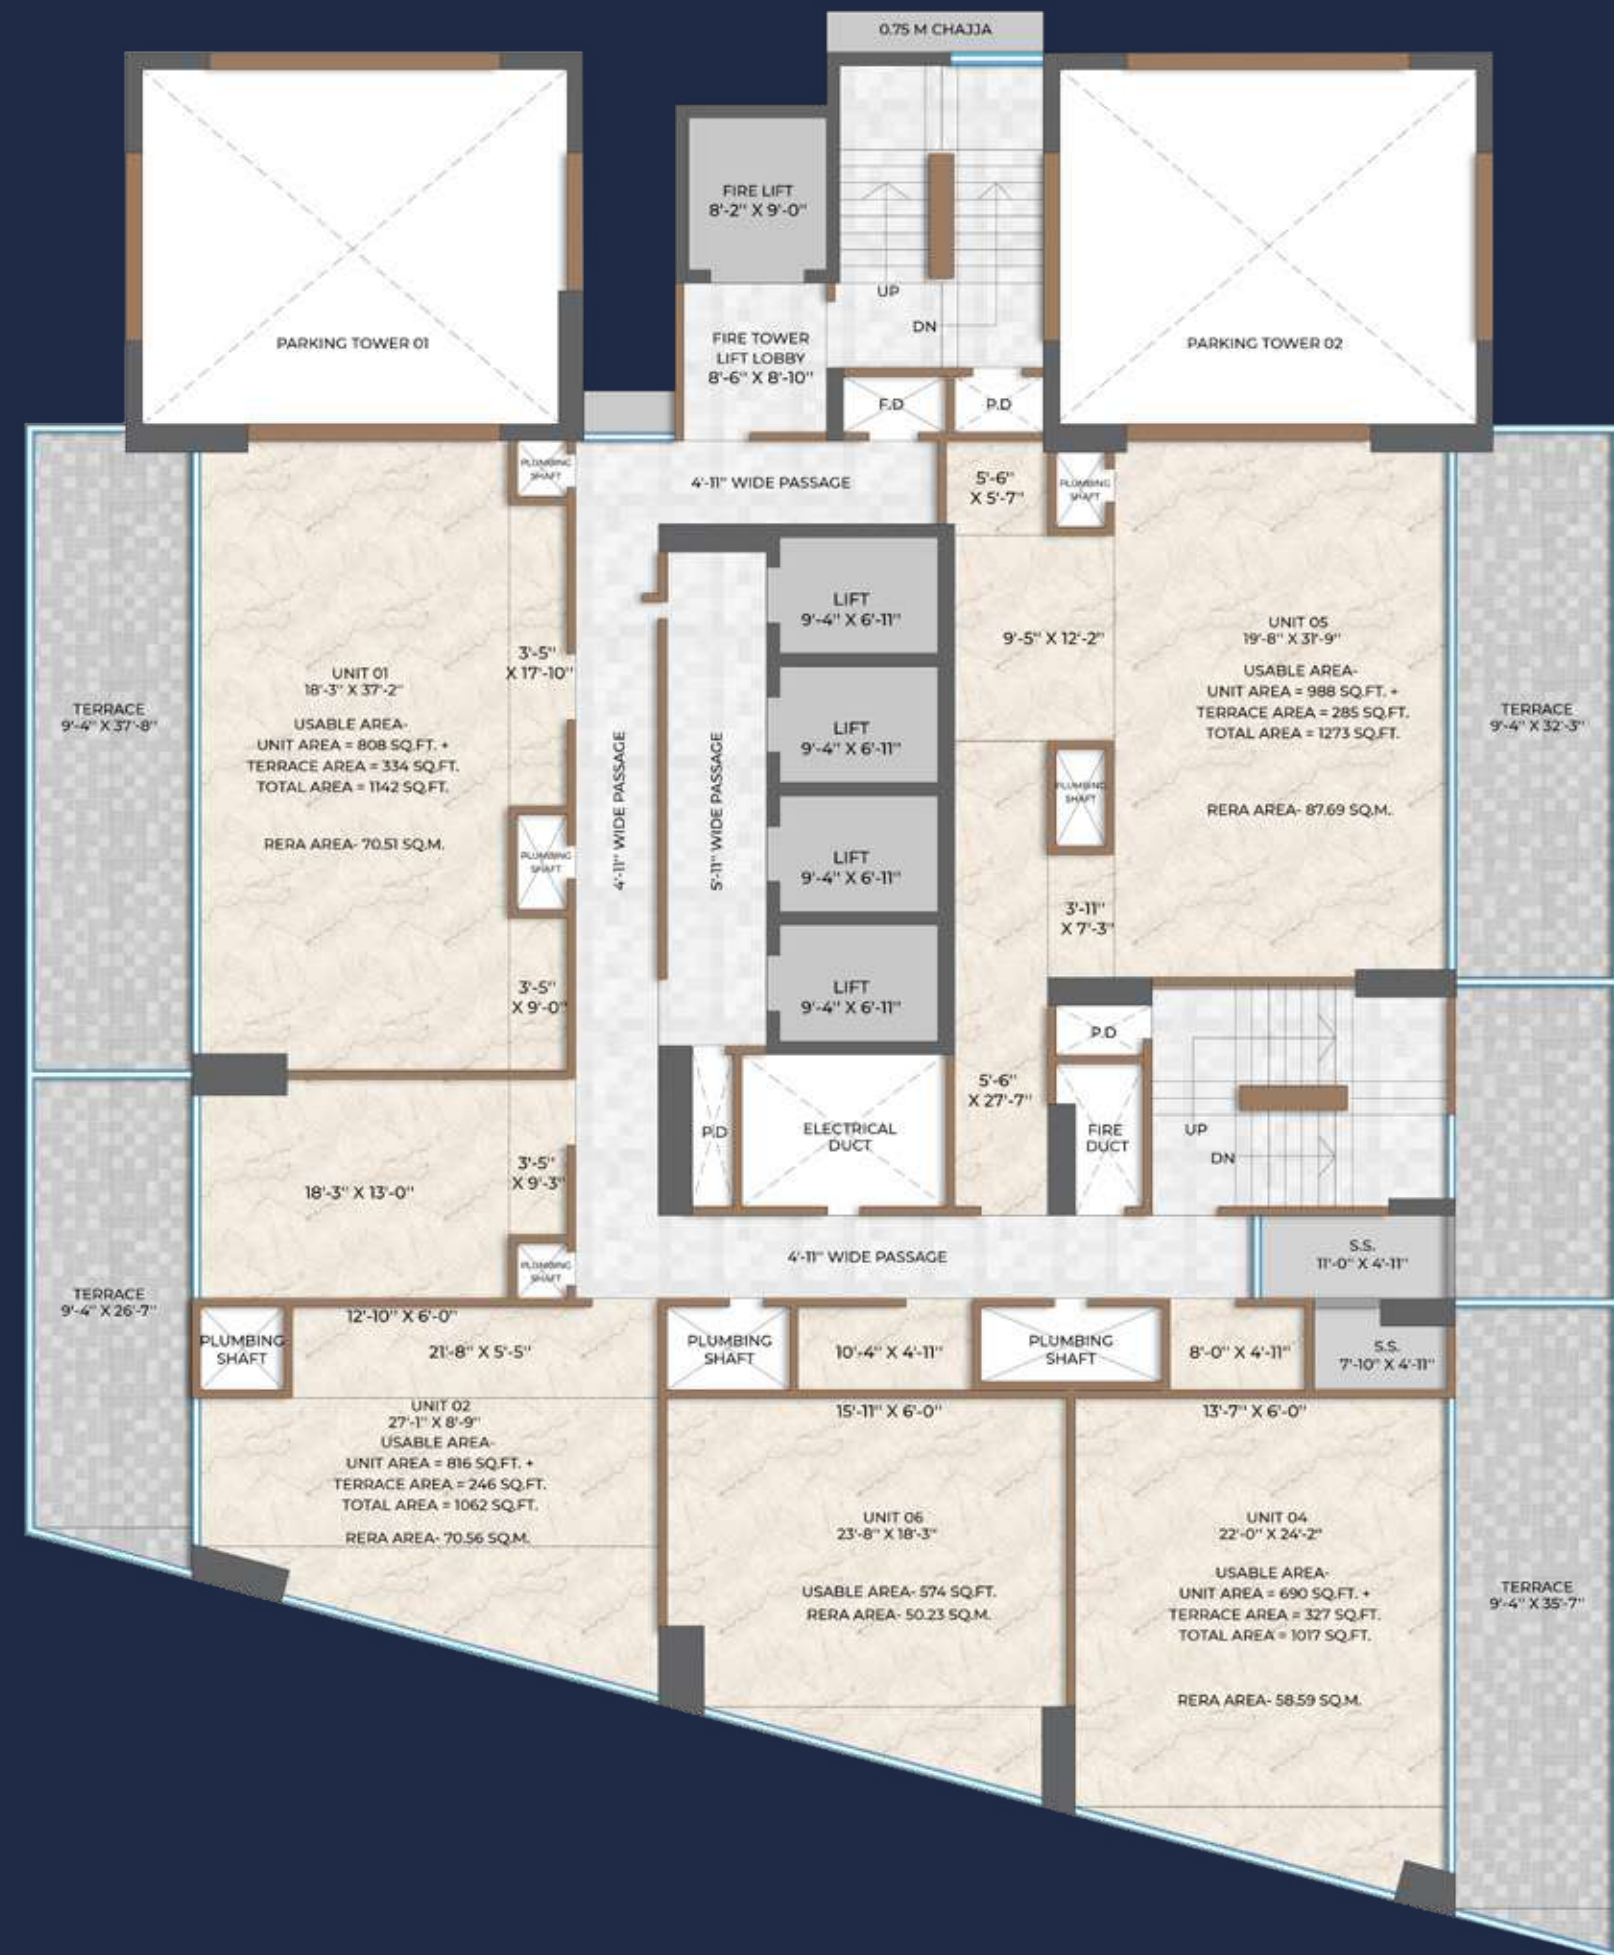 0.75 M CHAJJA
FIRE LIFT
8'-2" X 9'-0"
UP
DN
PARKING TOWER 01
FIRE TOWER
LIFT LOBBY
8'-6" X 8'-10"
PARKING TOWER 02
F.D
P.D
PLUMBING
SHAFT
4'-11" WIDE PASSAGE
5'-6"
X 5'-7"
PLUMBING
SHAFT
LIFT
9'-4" X 6'-11"
9'-5" X 12'-2"
UNIT 05
19'-8" X 31'-9"
USABLE AREA-
UNIT AREA = 988 SQ.FT. +
TERRACE AREA = 285 SQ.FT.
TOTAL AREA = 1273 SQ.FT.
RERA AREA- 87.69 SQ.M.
TERRACE
9'-4" X 32'-3"
TERRACE
9'-4" X 37'-8"
UNIT 01
18'-3" X 37'-2"
USABLE AREA-
UNIT AREA = 808 SQ.FT. +
TERRACE AREA = 334 SQ.FT.
TOTAL AREA = 1142 SQ.FT.
RERA AREA- 70.51 SQ.M.
3'-5"
X 17'-10"
4'-11" WIDE PASSAGE
5'-11" WIDE PASSAGE
LIFT
9'-4" X 6'-11"
PLUMBING
SHAFT
PLUMBING
SHAFT
LIFT
9'-4" X 6'-11"
3'-11"
X 7'-3"
3'-5"
X 9'-0"
LIFT
9'-4" X 6'-11"
P.D
5'-6"
X 27'-7"
P.D
ELECTRICAL
DUCT
FIRE
DUCT
UP
DN
18'-3" X 13'-0"
3'-5"
X 9'-3"
PLUMBING
SHAFT
4'-11" WIDE PASSAGE
S.S.
11'-0" X 4'-11"
TERRACE
9'-4" X 26'-7"
PLUMBING
SHAFT
12'-10" X 6'-0"
21'-8" X 5'-5"
PLUMBING
SHAFT
10'-4" X 4'-11"
PLUMBING
SHAFT
8'-0" X 4'-11"
S.S.
7'-10" X 4'-11"
UNIT 02
27'-1" X 8'-9"
USABLE AREA-
UNIT AREA = 816 SQ.FT. +
TERRACE AREA = 246 SQ.FT.
TOTAL AREA = 1062 SQ.FT.
RERA AREA- 70.56 SQ.M.
15'-11" X 6'-0"
UNIT 06
23'-8" X 18'-3"
USABLE AREA- 574 SQ.FT.
RERA AREA- 50.23 SQ.M.
13'-7" X 6'-0"
UNIT 04
22'-0" X 24'-2"
USABLE AREA-
UNIT AREA = 690 SQ.FT. +
TERRACE AREA = 327 SQ.FT.
TOTAL AREA = 1017 SQ.FT.
RERA AREA- 58.59 SQ.M.
TERRACE
9'-4" X 35'-7"